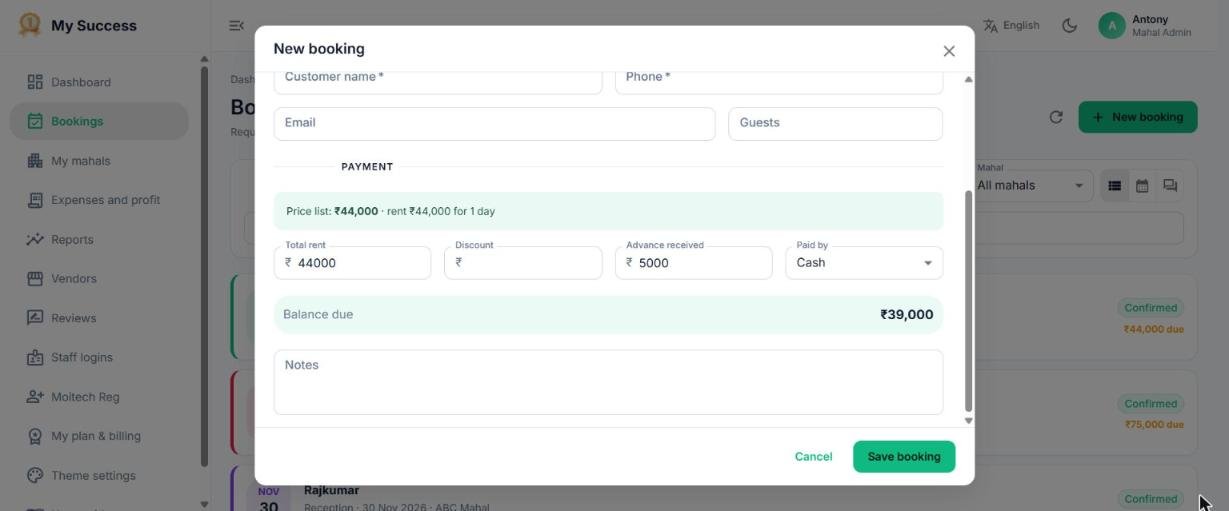 My Success
English
A
Antony
Mahal Admin
Dashboard
Bookings
My mahals
Expenses and profit
Reports
Vendors
Reviews
Staff logins
Moitech Reg
My plan & billing
Theme settings
Dash
Bo
Requ
New booking
Mahal
All mahals
Confirmed
₹44,000 due
Confirmed
₹75,000 due
NOV
30
Rajkumar
Reception · 30 Nov 2026 · ABC Mahal
Confirmed
New booking
Customer name *
Phone *
Email
Guests
PAYMENT
Price list: ₹44,000 · rent ₹44,000 for 1 day
Total rent
₹ 44000
Discount
₹
Advance received
₹ 5000
Paid by
Cash
Balance due
₹39,000
Notes
Cancel
Save booking